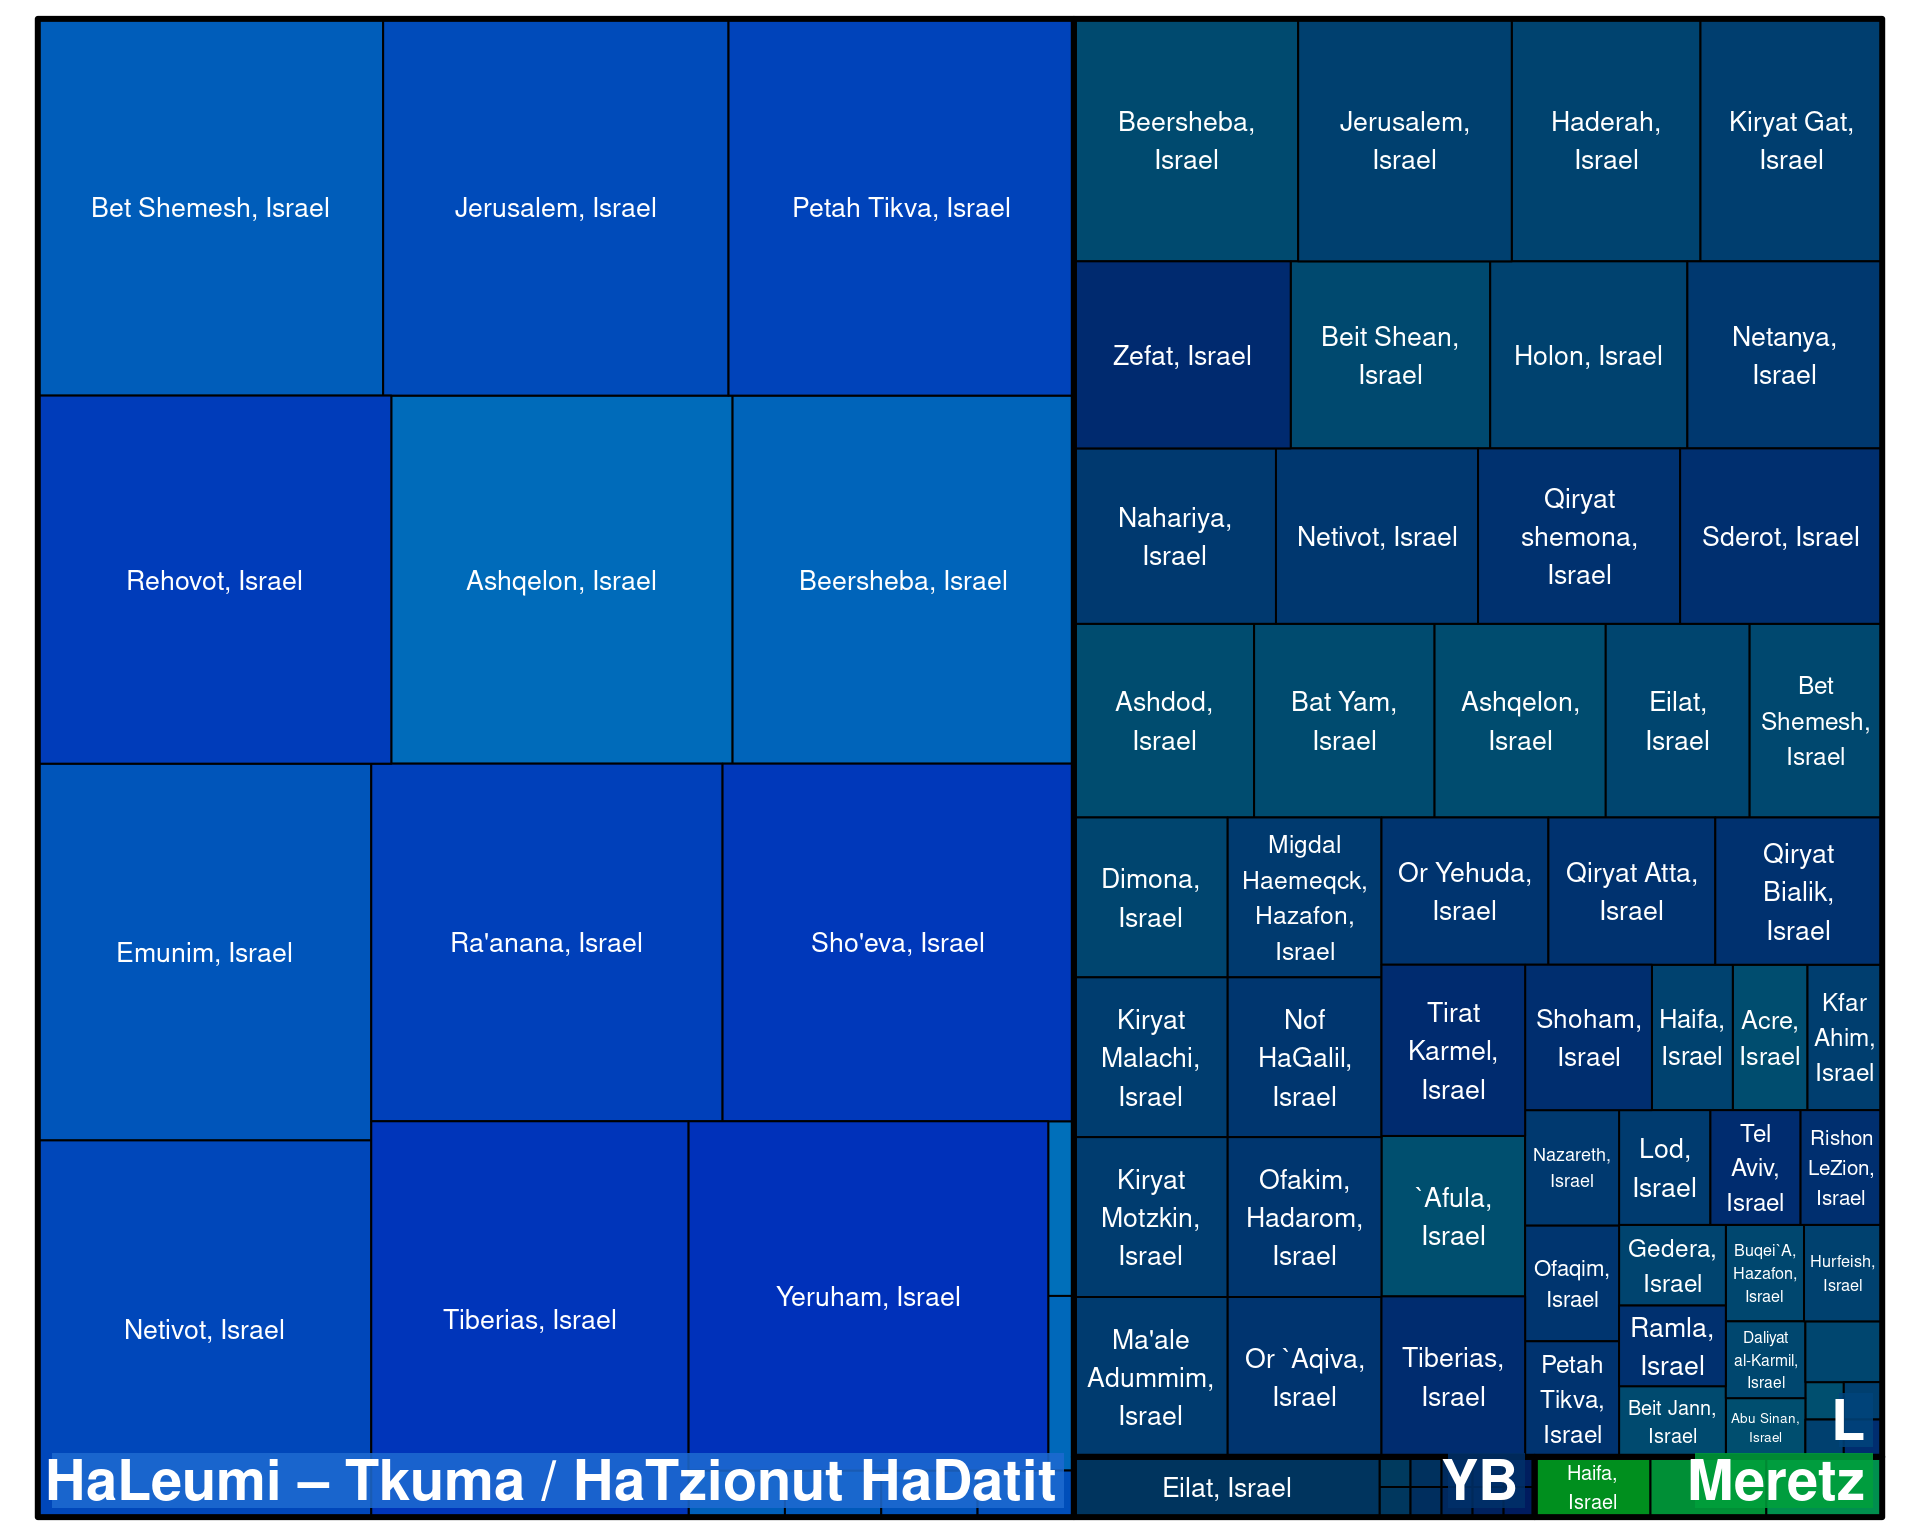 Bet Shemesh, Israel
Jerusalem, Israel
Petah Tikva, Israel
Rehovot, Israel
Ashqelon, Israel
Beersheba, Israel
Emunim, Israel
Ra'anana, Israel
Sho'eva, Israel
Netivot, Israel
Tiberias, Israel
Yeruham, Israel
HaLeumi – Tkuma / HaTzionut HaDatit
Beersheba,
Israel
Jerusalem,
Israel
Haderah,
Israel
Kiryat Gat,
Israel
Zefat, Israel
Beit Shean,
Israel
Holon, Israel
Netanya,
Israel
Nahariya,
Israel
Netivot, Israel
Qiryat
shemona,
Israel
Sderot, Israel
Ashdod,
Israel
Bat Yam,
Israel
Ashqelon,
Israel
Eilat,
Israel
Bet
Shemesh,
Israel
Dimona,
Israel
Migdal
Haemeqck,
Hazafon,
Israel
Or Yehuda,
Israel
Qiryat Atta,
Israel
Qiryat
Bialik,
Israel
Kiryat
Malachi,
Israel
Nof
HaGalil,
Israel
Tirat
Karmel,
Israel
Shoham,
Israel
Haifa,
Israel
Acre,
Israel
Kfar
Ahim,
Israel
Kiryat
Motzkin,
Israel
Ofakim,
Hadarom,
Israel
`Afula,
Israel
Nazareth,
Israel
Lod,
Israel
Tel
Aviv,
Israel
Rishon
LeZion,
Israel
Ofaqim,
Israel
Gedera,
Israel
Buqei`A,
Hazafon,
Israel
Hurfeish,
Israel
Ma'ale
Adummim,
Israel
Or `Aqiva,
Israel
Tiberias,
Israel
Petah
Tikva,
Israel
Ramla,
Israel
Daliyat
al-Karmil,
Israel
Beit Jann,
Israel
Abu Sinan,
Israel
L
Eilat, Israel
YB
Haifa,
Israel
Meretz